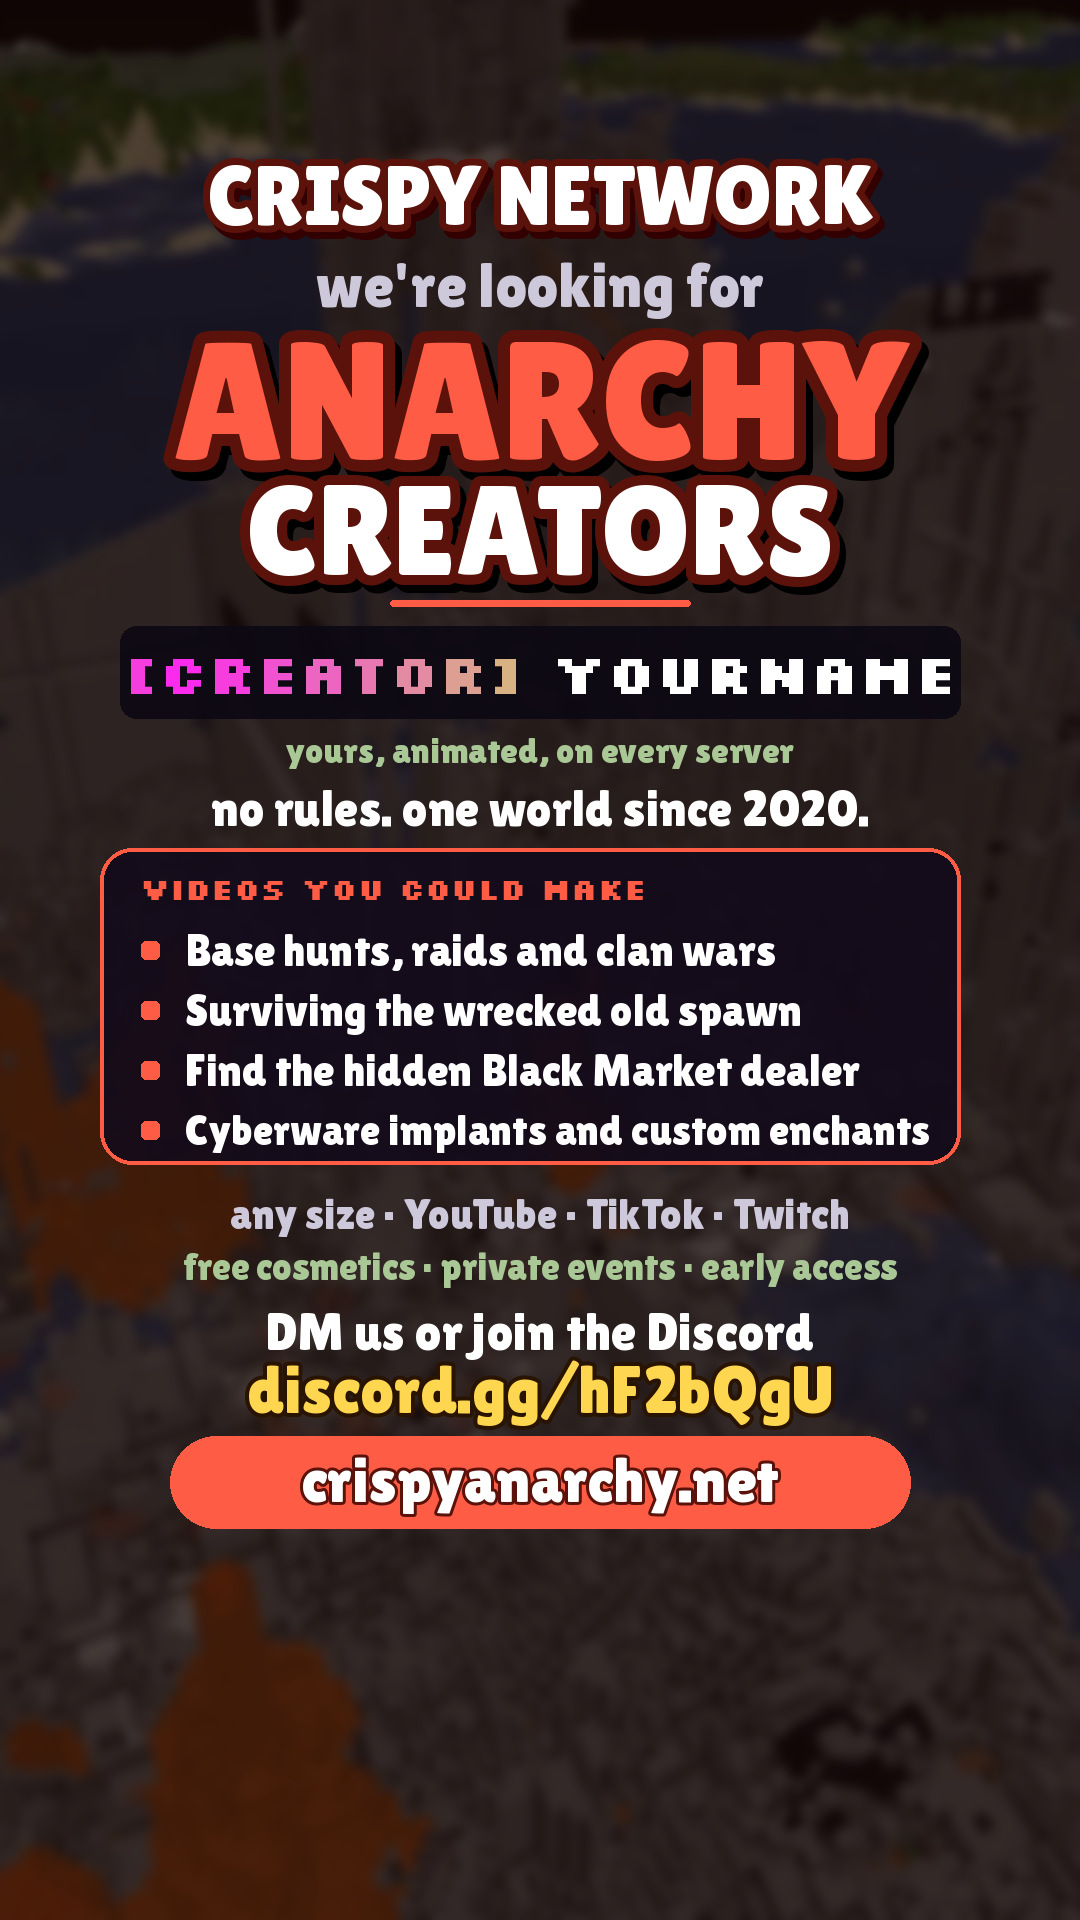 CRISPY NETWORK
we're looking for
ANARCHY
CREATORS
[CREATOR] YOURNAME
yours, animated, on every server
no rules. one world since 2020.
VIDEOS YOU COULD MAKE
Base hunts, raids and clan wars
Surviving the wrecked old spawn
Find the hidden Black Market dealer
Cyberware implants and custom enchants
any size · YouTube · TikTok · Twitch
free cosmetics · private events · early access
DM us or join the Discord
discord.gg/hF2bQgU
crispyanarchy.net